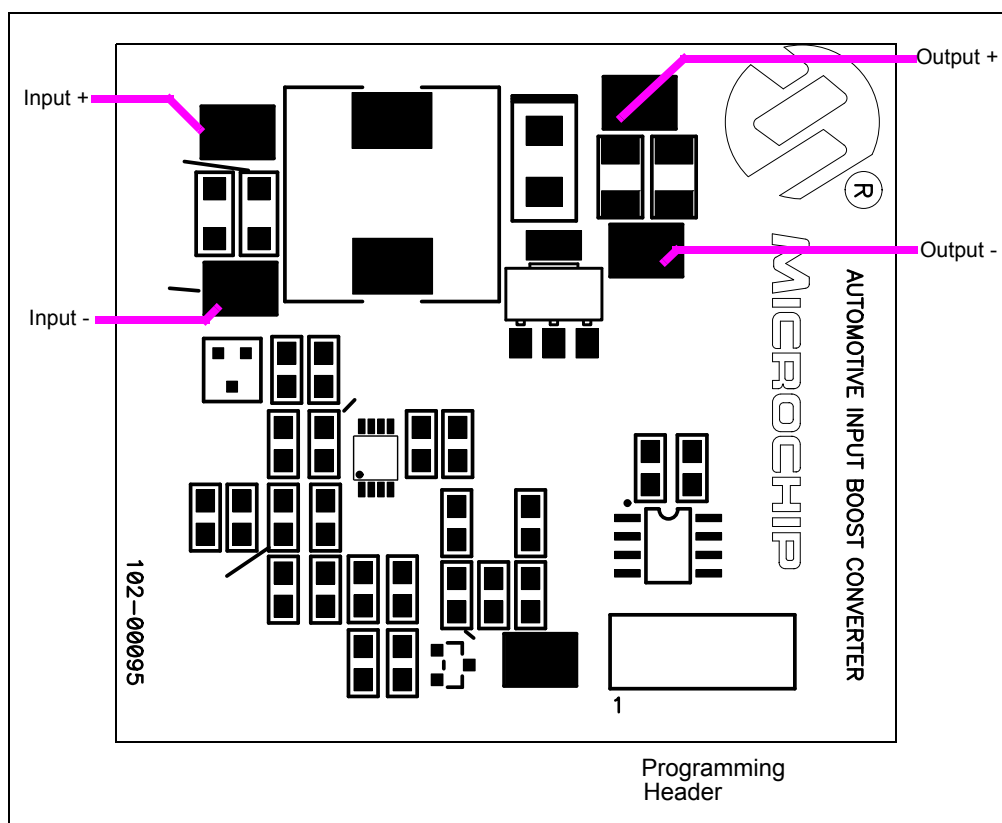 Output +
Input +
®
Output -
Input -
MICROCHIP
AUTOMOTIVE INPUT BOOST CONVERTER
102-00095
1
Programming
Header